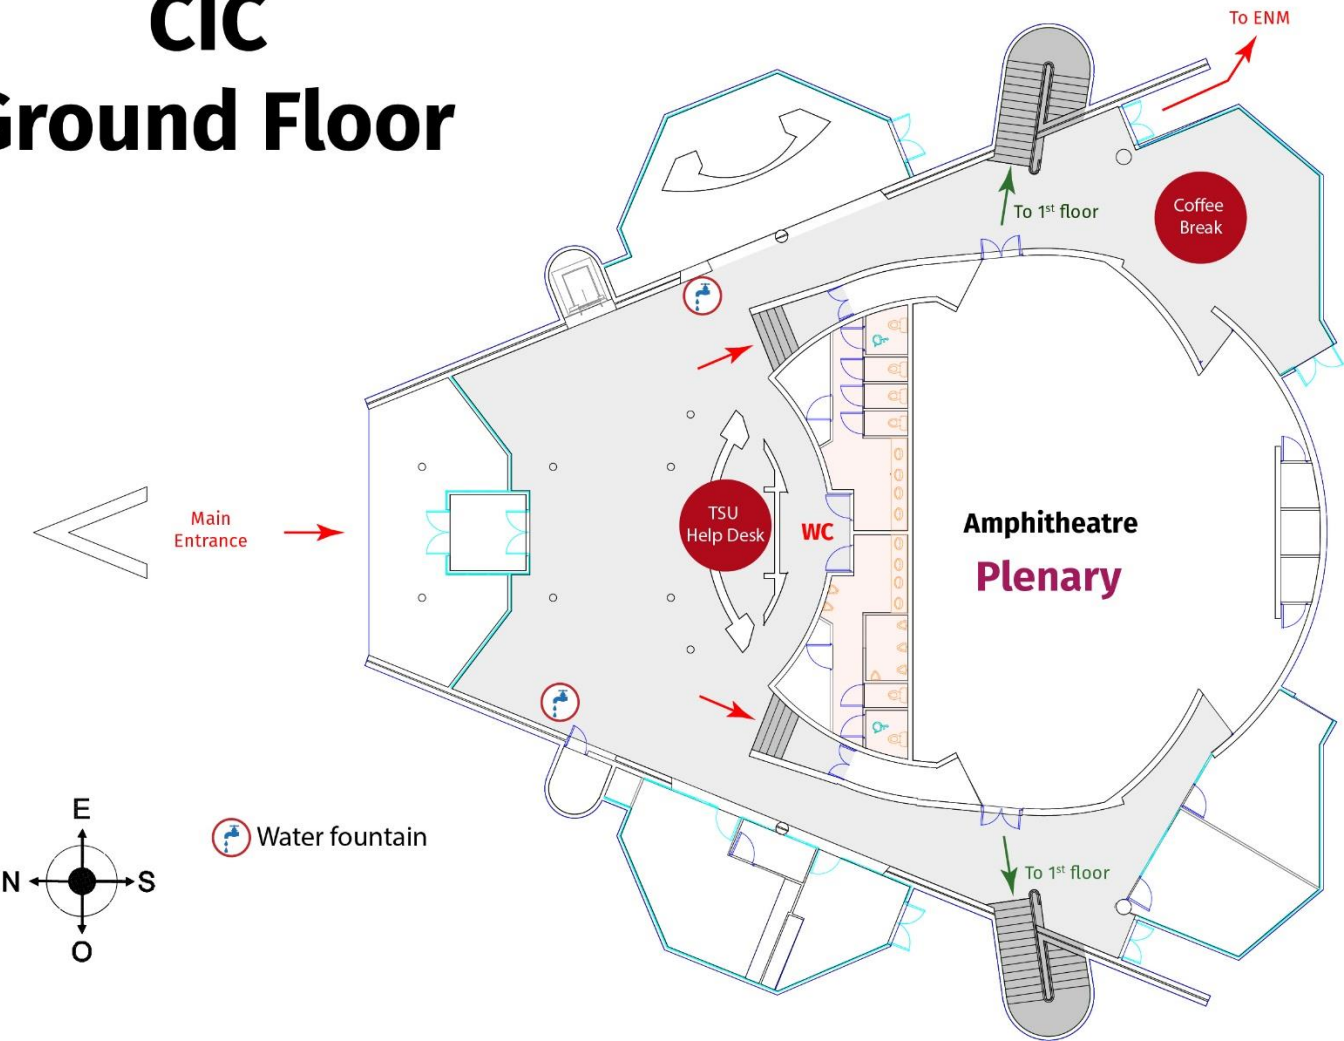 CIC
Ground Floor
To ENM
To 1st floor
Coffee
Break
Main
Entrance
TSU
Help Desk
WC
Amphitheatre
Plenary
To 1st floor
Water fountain
E
N
S
O